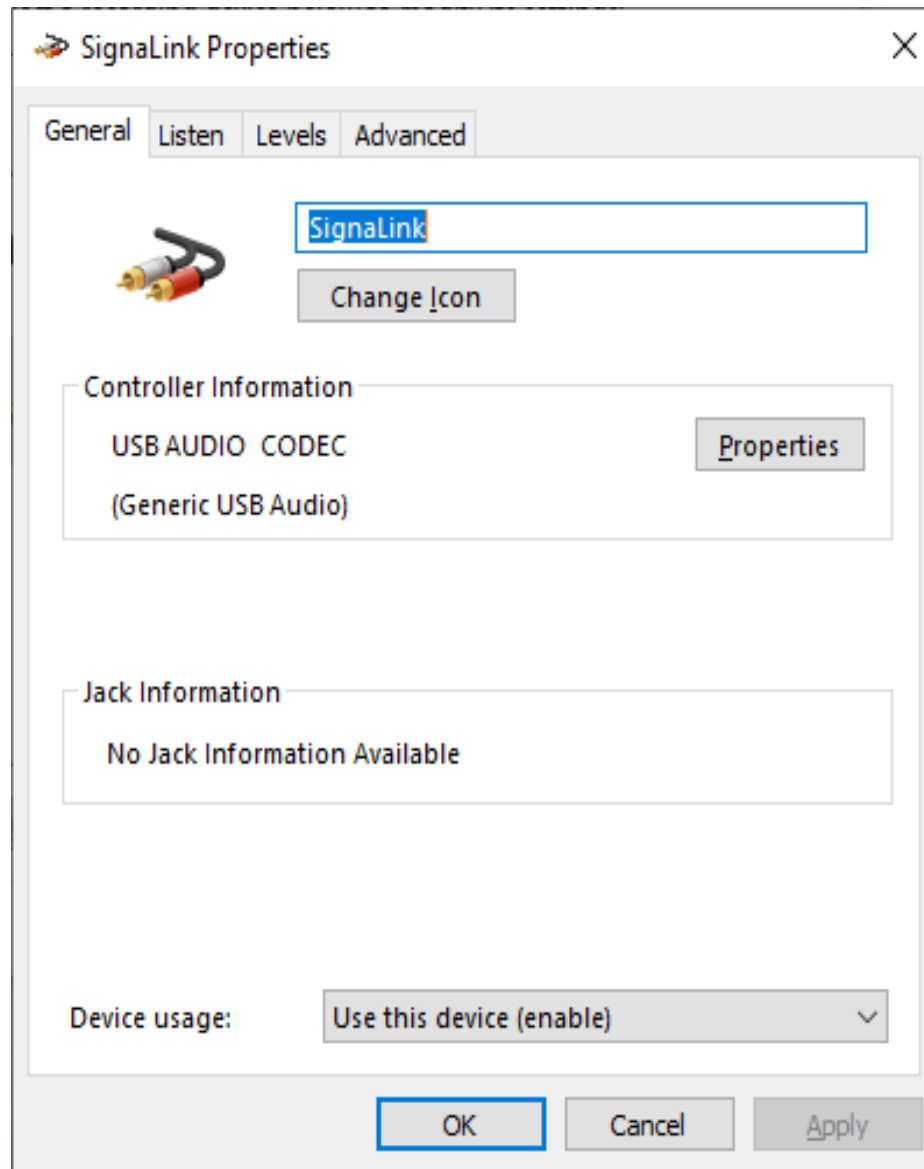 SignaLink Properties
General Listen Levels Advanced
SignaLink
Change Icon
Controller Information
USB AUDIO  CODEC
Properties
(Generic USB Audio)
Jack Information
No Jack Information Available
Device usage:
Use this device (enable)
OK Cancel Apply